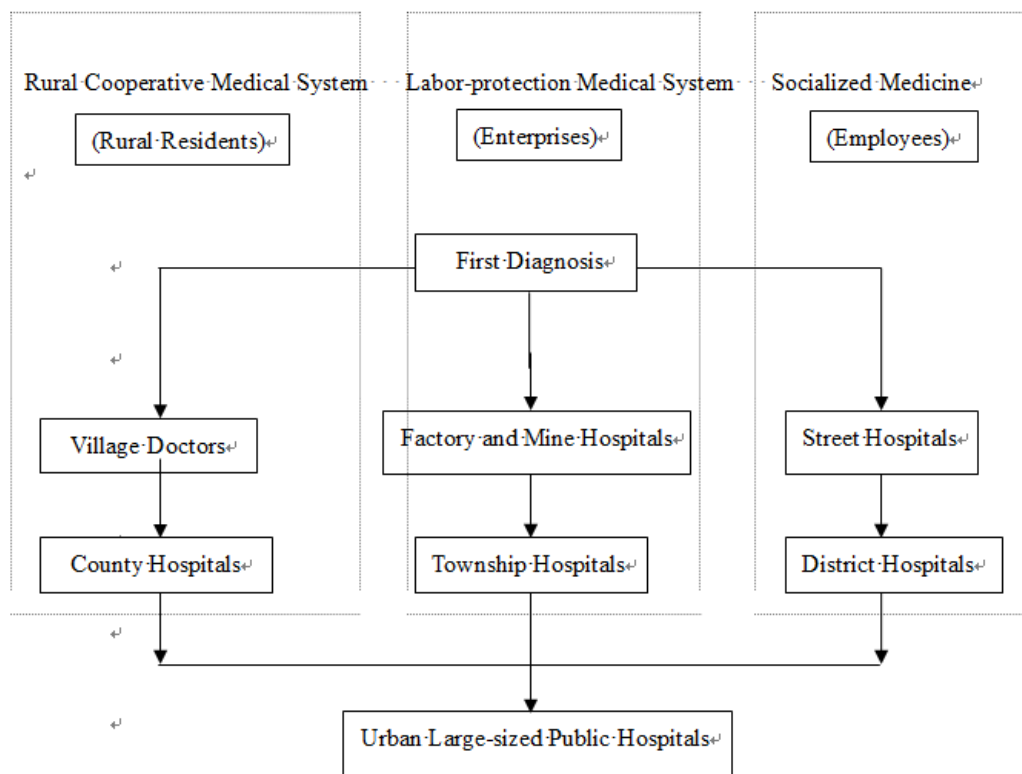 Rural Cooperative Medical System Labor-protection Medical System Socialized Medicine
(Rural Residents) (Enterprises) (Employees)
First Diagnosis
Village Doctors Factory and Mine Hospitals Street Hospitals
County Hospitals Township Hospitals District Hospitals
Urban Large-sized Public Hospitals